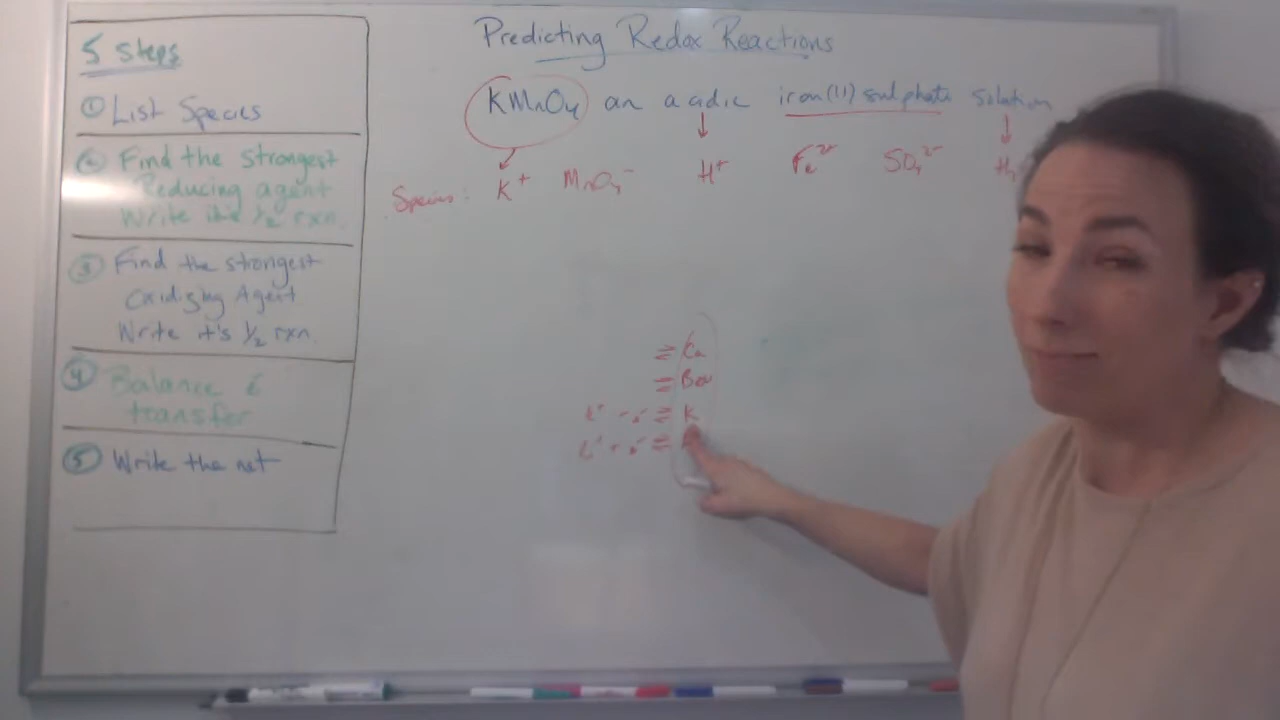 5 Steps
① List Species
② Find the strongest
Reducing agent
Write it's 1/2 rxn.
③ Find the strongest
Oxidizing Agent
Write it's 1/2 rxn.
④ Balance e⁻
transfer
⑤ Write the net
Predicting Redox Reactions
KMnO4 an acidic iron(II) sulphate solution
Species: K⁺ MnO4⁻ H⁺ Fe²⁺ SO4²⁻
⇌ Ca
⇌
⇌ K
⇌